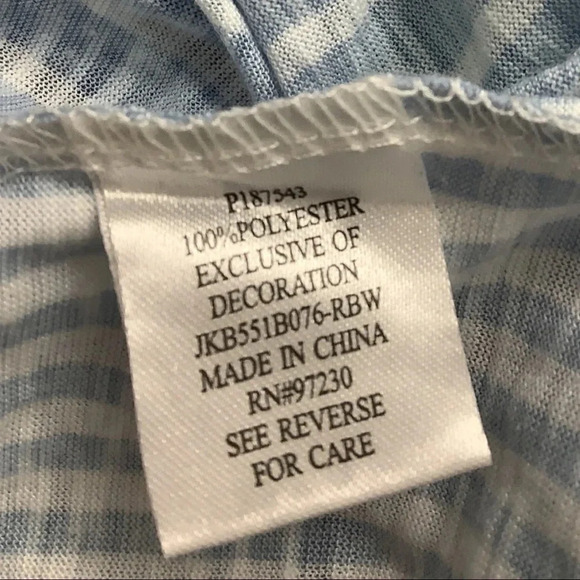 P187543
100%POLYESTER
EXCLUSIVE OF
DECORATION
JKB551B076-RBW
MADE IN CHINA
RN#97230
SEE REVERSE
FOR CARE